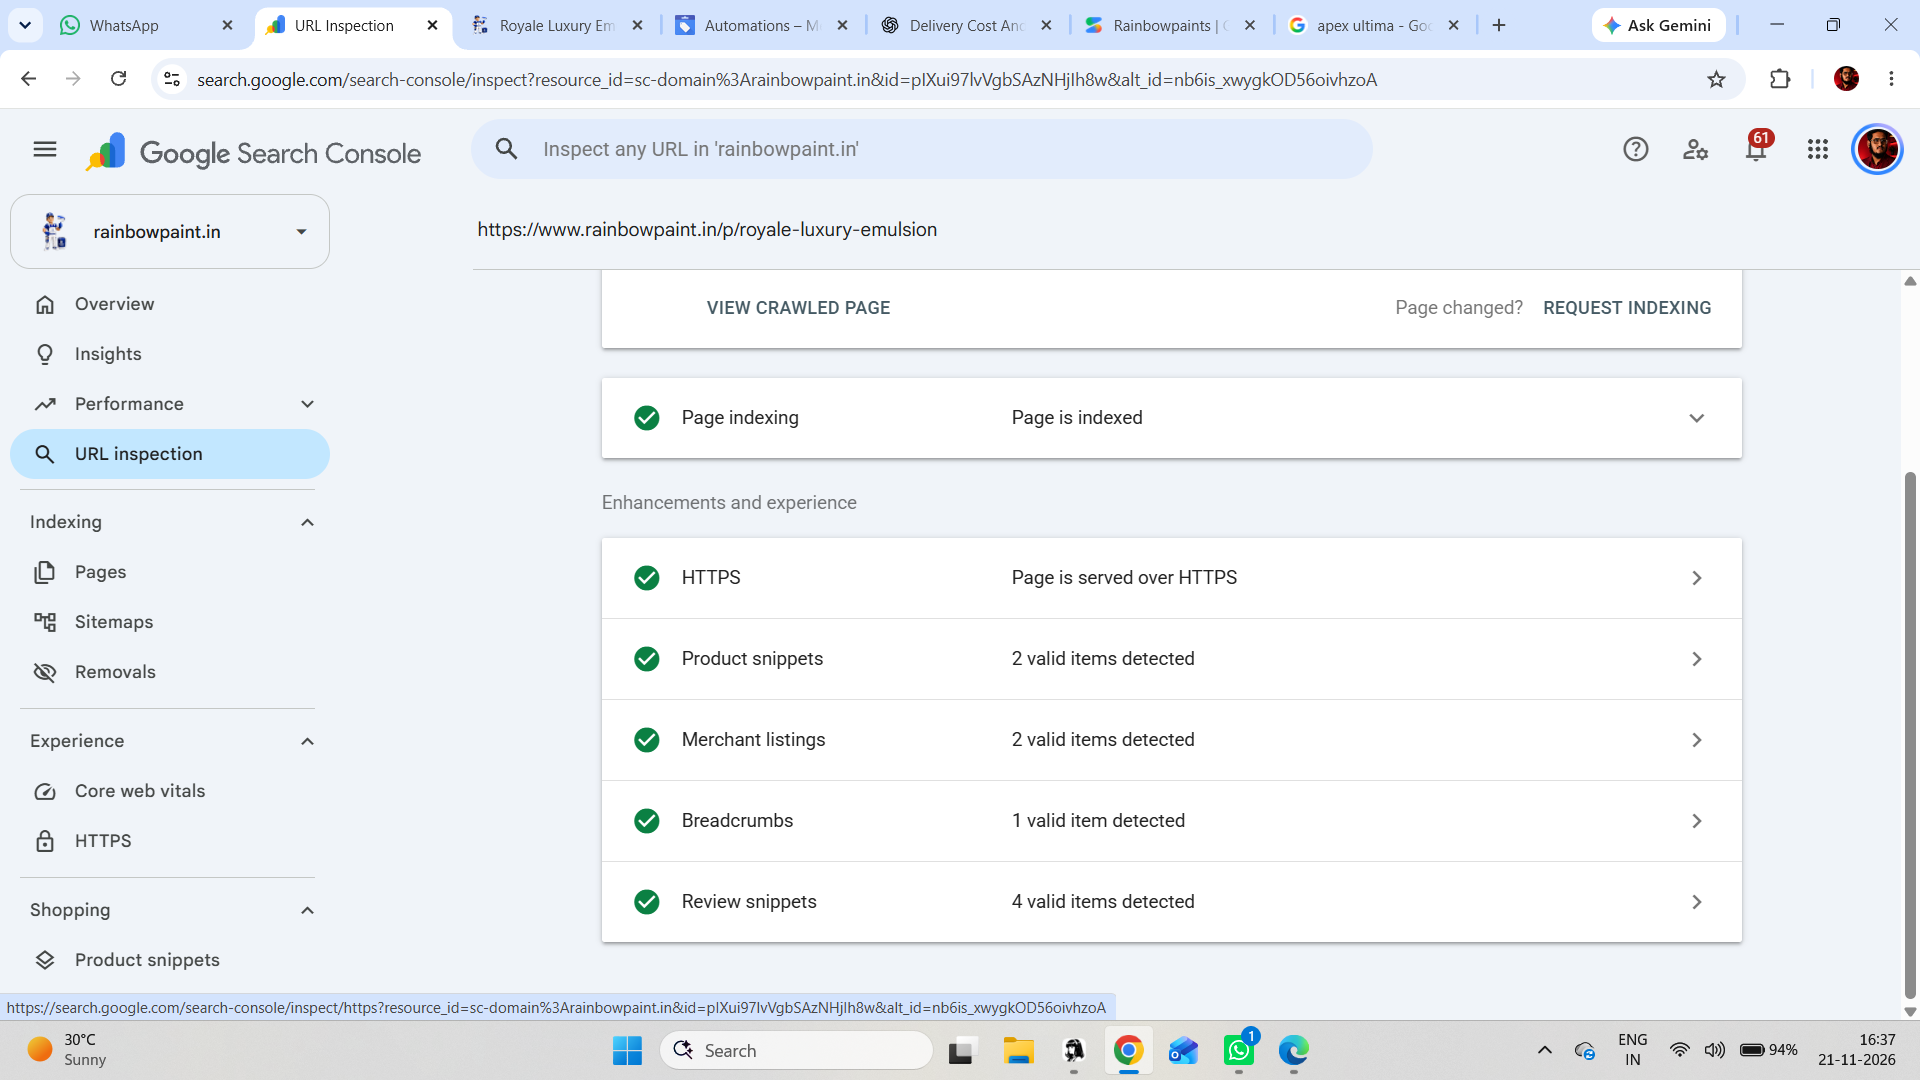 WhatsApp
URL Inspection
Royale Luxury Em
Automations – M
Delivery Cost Anc
Rainbowpaints | C
apex ultima - Goo
Ask Gemini
search.google.com/search-console/inspect?resource_id=sc-domain%3Arainbowpaint.in&id=pIXui97lvVgbSAzNHjIh8w&alt_id=nb6is_xwygkOD56oivhzoA
Google Search Console
Inspect any URL in 'rainbowpaint.in'
61
rainbowpaint.in
https://www.rainbowpaint.in/p/royale-luxury-emulsion
Overview
Insights
Performance
URL inspection
Indexing
Pages
Sitemaps
Removals
Experience
Core web vitals
HTTPS
Shopping
Product snippets
VIEW CRAWLED PAGE
Page changed? REQUEST INDEXING
Page indexing Page is indexed
Enhancements and experience
HTTPS Page is served over HTTPS
Product snippets 2 valid items detected
Merchant listings 2 valid items detected
Breadcrumbs 1 valid item detected
Review snippets 4 valid items detected
https://search.google.com/search-console/inspect/https?resource_id=sc-domain%3Arainbowpaint.in&id=pIXui97lvVgbSAzNHjIh8w&alt_id=nb6is_xwygkOD56oivhzoA
30°C
Sunny
Search
1
ENG
IN
94%
16:37
21-11-2026